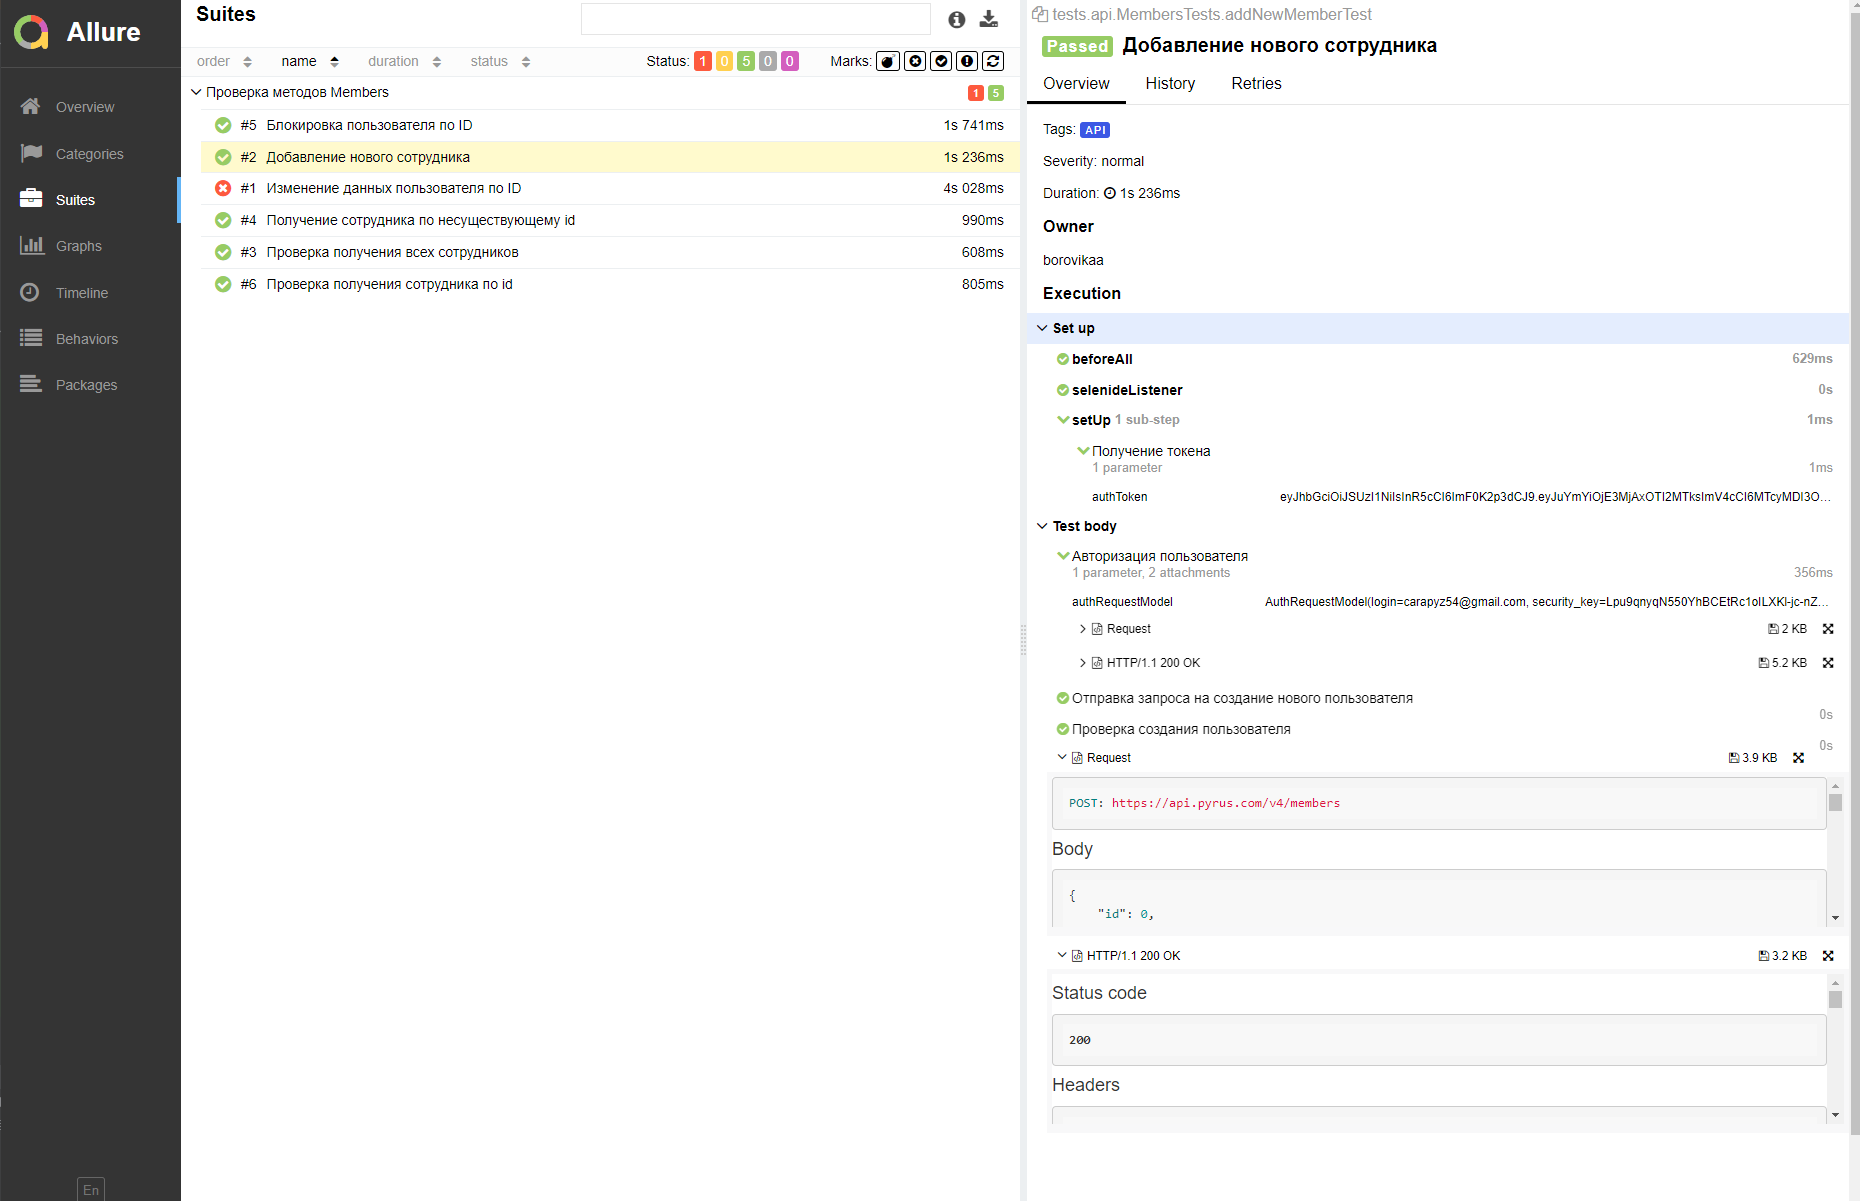 Allure
Overview
Categories
Suites
Graphs
Timeline
Behaviors
Packages
En
Suites
order name duration status Status: 1 0 5 0 0 Marks:
Проверка методов Members 1 5
#5 Блокировка пользователя по ID 1s 741ms
#2 Добавление нового сотрудника 1s 236ms
#1 Изменение данных пользователя по ID 4s 028ms
#4 Получение сотрудника по несуществующему id 990ms
#3 Проверка получения всех сотрудников 608ms
#6 Проверка получения сотрудника по id 805ms
tests.api.MembersTests.addNewMemberTest
Passed Добавление нового сотрудника
Overview History Retries
Tags: API
Severity: normal
Duration: 1s 236ms
Owner
borovikaa
Execution
Set up
beforeAll 629ms
selenideListener 0s
setUp 1 sub-step 1ms
Получение токена
1 parameter 1ms
authToken
Test body
Авторизация пользователя
1 parameter, 2 attachments 356ms
authRequestModel AuthRequestModel(login=carapyz54@gmail.com,
Request 2 KB
HTTP/1.1 200 OK 5.2 KB
Отправка запроса на создание нового пользователя
0s
Проверка создания пользователя
0s
Request 3.9 KB
POST: https://api.pyrus.com/v4/members
Body
{
"id": 0,
HTTP/1.1 200 OK 3.2 KB
Status code
200
Headers